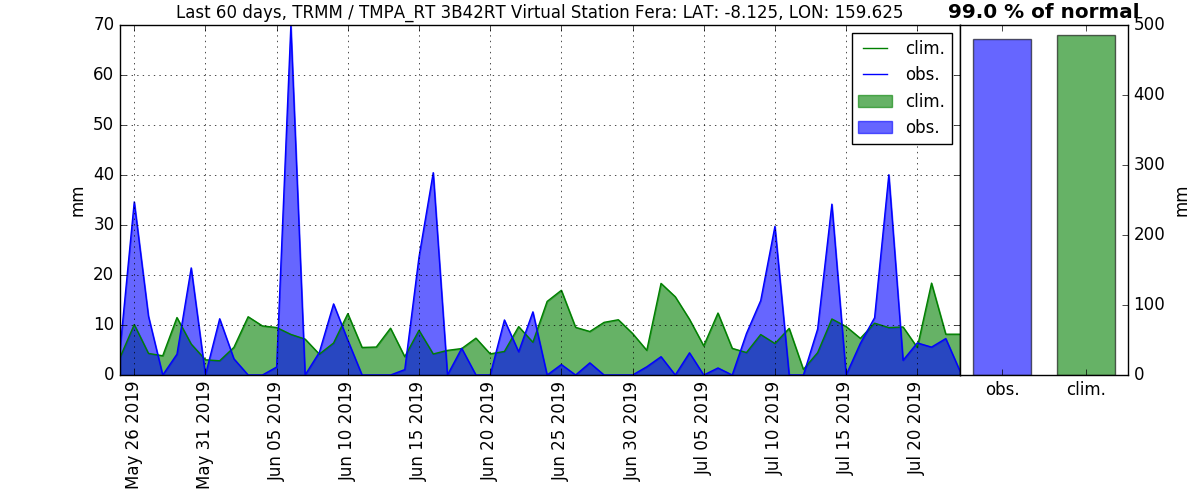 Last 60 days, TRMM / TMPA_RT 3B42RT Virtual Station Fera: LAT: -8.125, LON: 159.625
99.0 % of normal
70
60
50
40
30
20
10
0
mm
clim.
obs.
clim.
obs.
500
400
300
200
100
0
mm
May 26 2019
May 31 2019
Jun 05 2019
Jun 10 2019
Jun 15 2019
Jun 20 2019
Jun 25 2019
Jun 30 2019
Jul 05 2019
Jul 10 2019
Jul 15 2019
Jul 20 2019
obs.
clim.